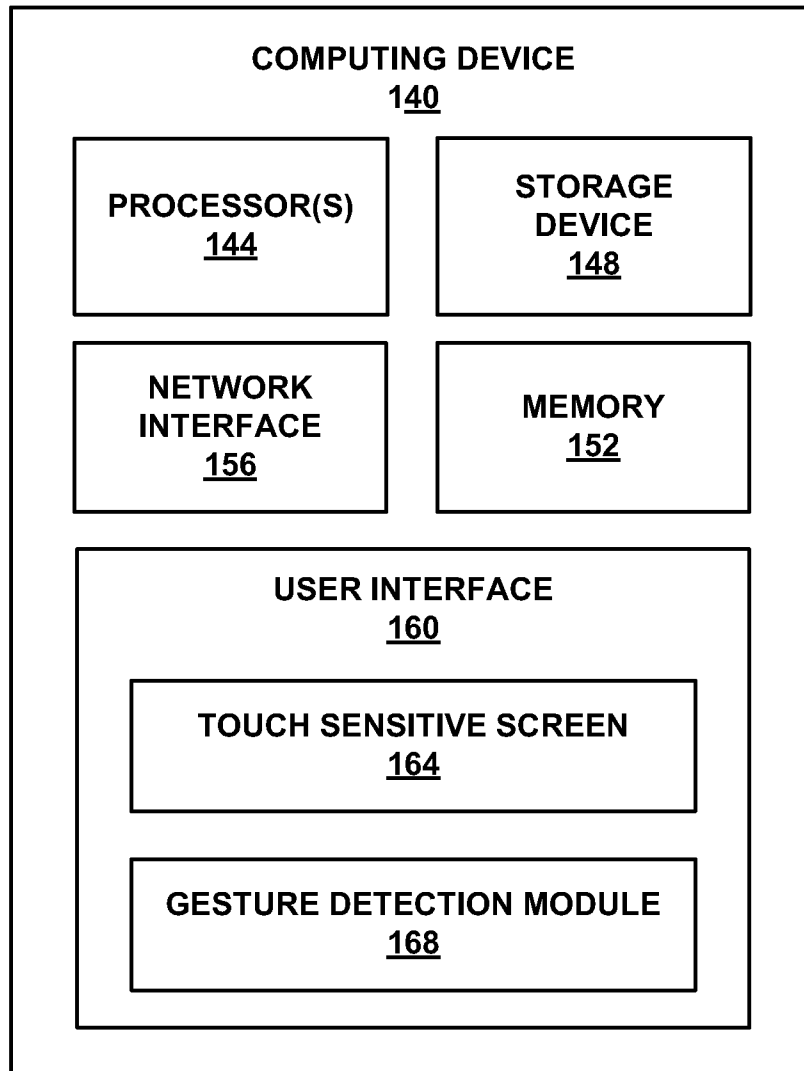 COMPUTING DEVICE
140
PROCESSOR(S)
144
STORAGE
DEVICE
148
NETWORK
INTERFACE
156
MEMORY
152
USER INTERFACE
160
TOUCH SENSITIVE SCREEN
164
GESTURE DETECTION MODULE
168